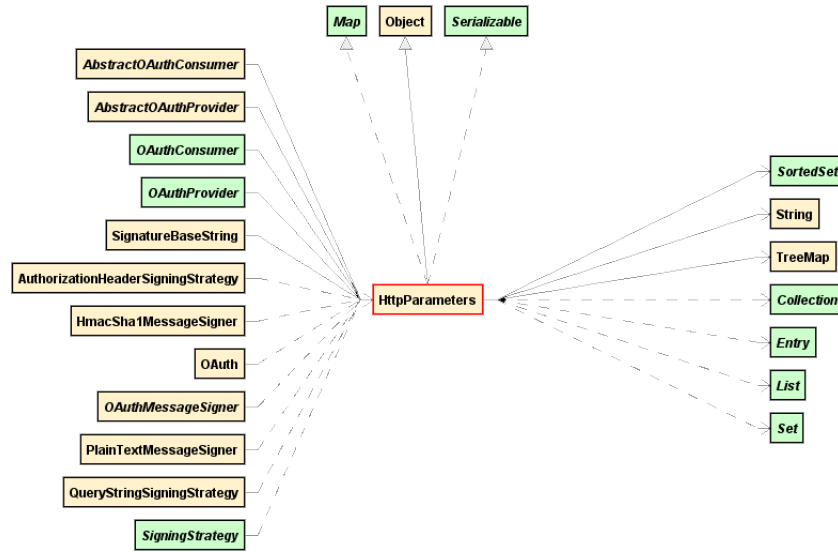 Map
Object
Serializable
AbstractOAuthConsumer
AbstractOAuthProvider
OAuthConsumer
OAuthProvider
SignatureBaseString
AuthorizationHeaderSigningStrategy
HmacSha1MessageSigner
OAuth
OAuthMessageSigner
PlainTextMessageSigner
QueryStringSigningStrategy
SigningStrategy
HttpParameters
SortedSet
String
TreeMap
Collection
Entry
List
Set